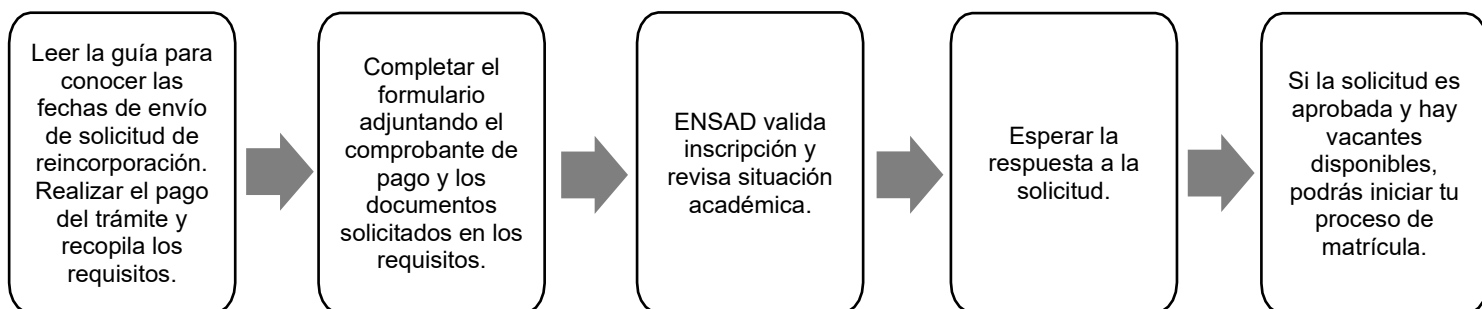 Leer la guía para
conocer las
fechas de envío
de solicitud de
reincorporación.
Realizar el pago
del trámite y
recopila los
requisitos.
Completar el
formulario
adjuntando el
comprobante de
pago y los
documentos
solicitados en los
requisitos.
ENSAD valida
inscripción y
revisa situación
académica.
Esperar la
respuesta a la
solicitud.
Si la solicitud es
aprobada y hay
vacantes
disponibles,
podrás iniciar tu
proceso de
matrícula.